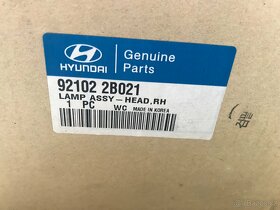 HYUNDAI
Genuine
Parts
92102 2B021
LAMP ASSY-HEAD,RH
1 PC WC MADE IN KOREA